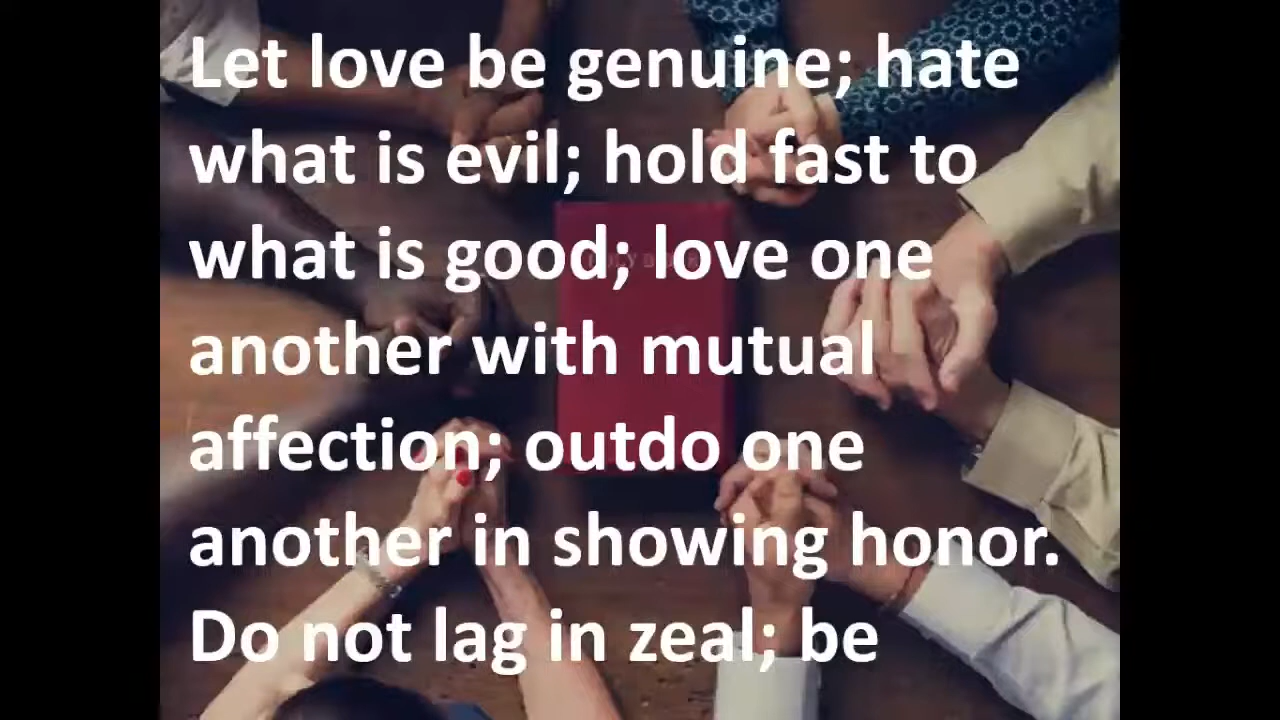 Let love be genuine; hate
what is evil; hold fast to
what is good; love one
another with mutual
affection; outdo one
another in showing honor.
Do not lag in zeal; be